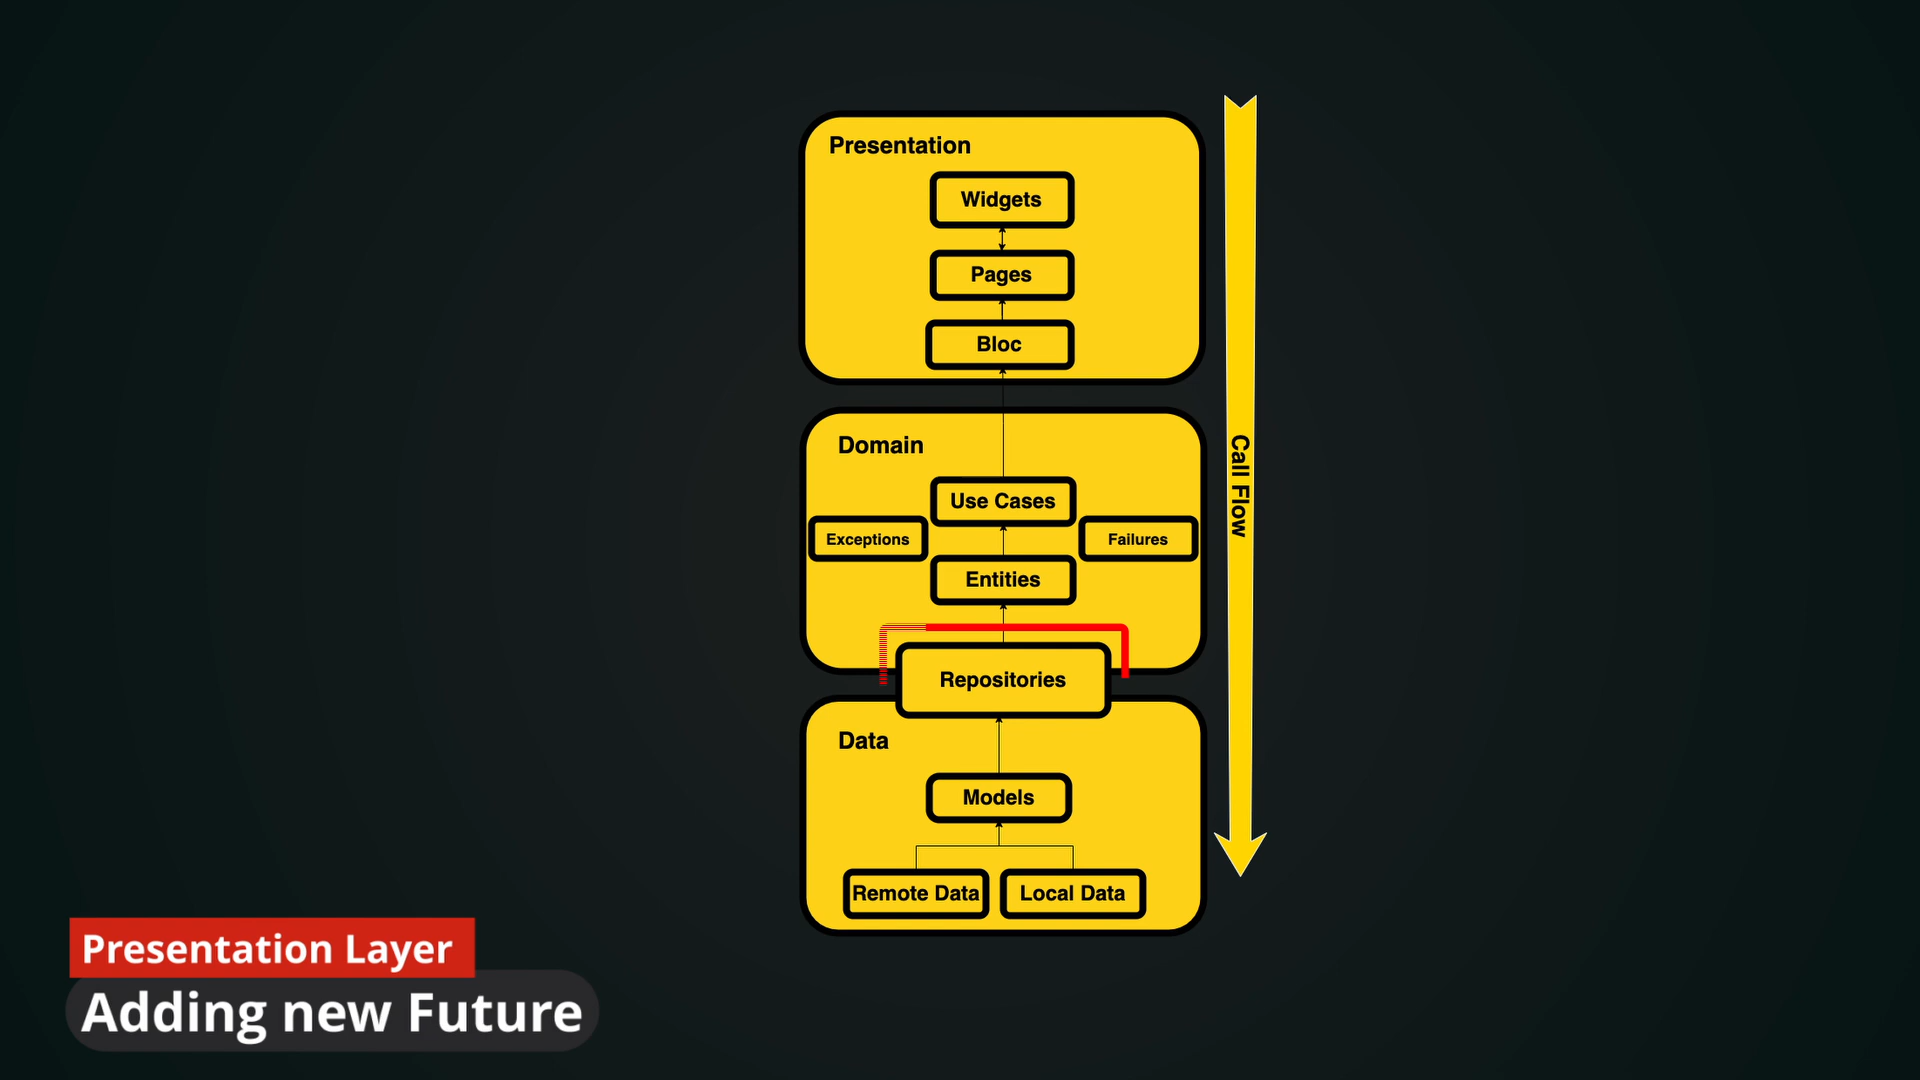 Presentation
Widgets
Pages
Bloc
Domain
Use Cases
Exceptions
Failures
Entities
Repositories
Data
Models
Remote Data
Local Data
Call Flow
Presentation Layer
Adding new Future